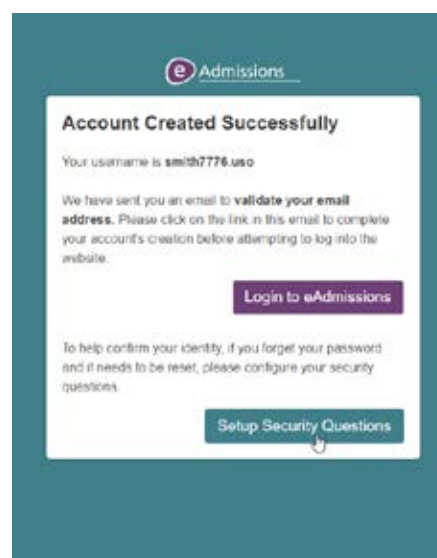 e Admissions
Account Created Successfully
Your username is smith7776.uso
We have sent you an email to validate your email
address. Please click on the link in this email to complete
your account's creation before attempting to log into the
website.
Login to eAdmissions
To help confirm your identity, if you forget your password
and it needs to be reset, please configure your security
questions.
Setup Security Questions